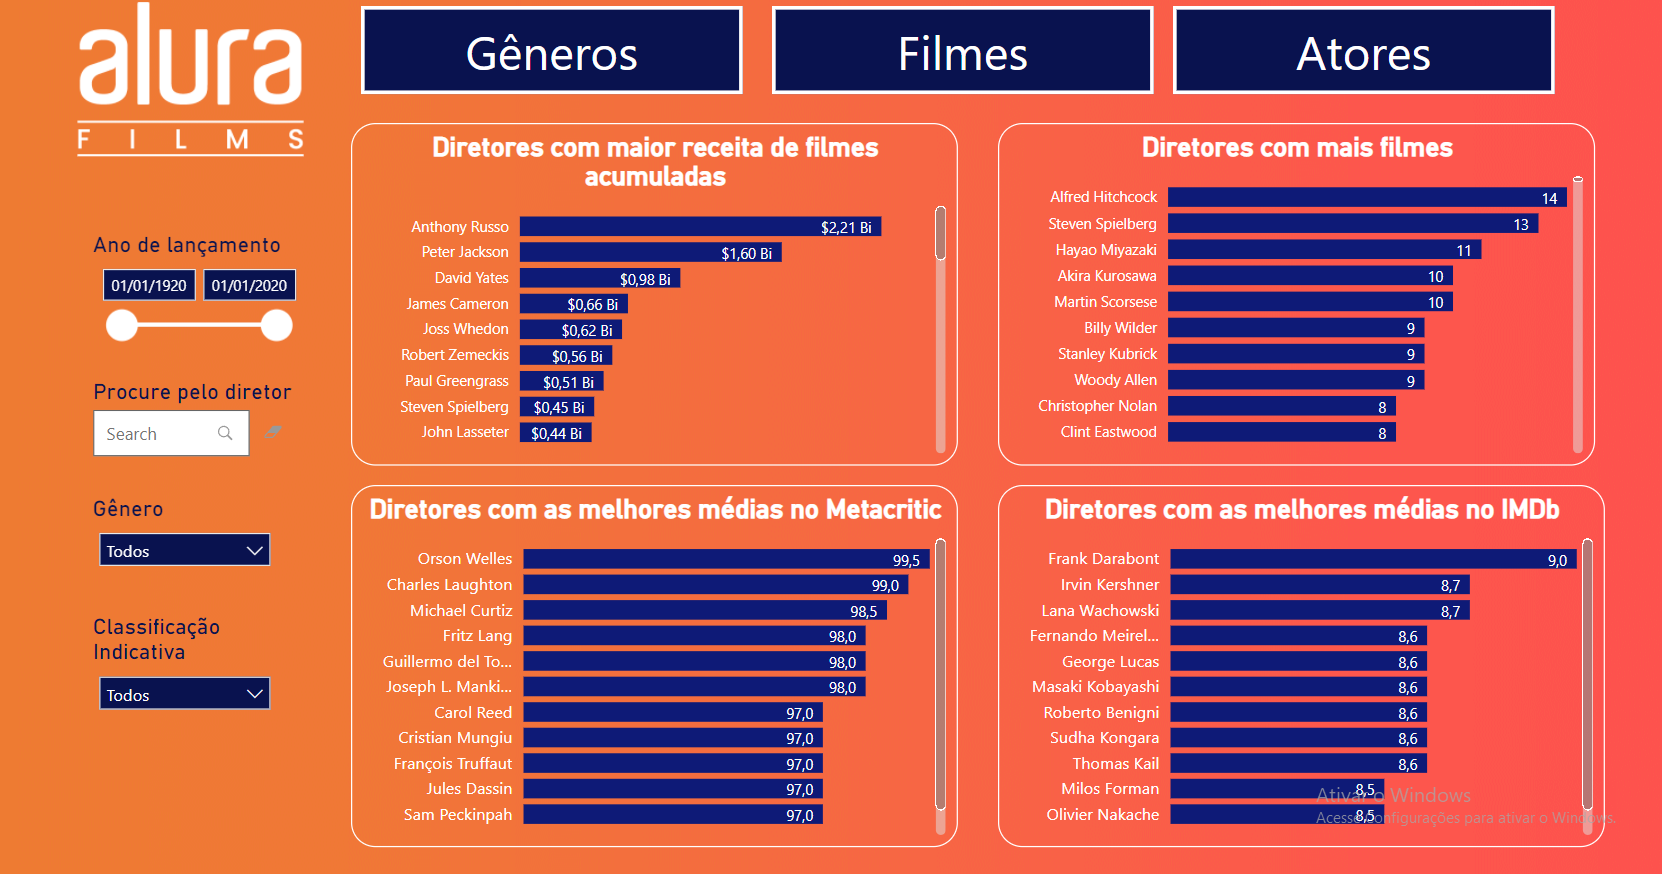 alura
FILMS
Gêneros
Filmes
Atores
Ano de lançamento
01/01/1920 01/01/2020
Procure pelo diretor
Search
Gênero
Todos
Classificação
Indicativa
Todos
Diretores com maior receita de filmes
acumuladas
Anthony Russo $2,21 Bi
Peter Jackson $1,60 Bi
David Yates $0,98 Bi
James Cameron $0,66 Bi
Joss Whedon $0,62 Bi
Robert Zemeckis $0,56 Bi
Paul Greengrass $0,51 Bi
Steven Spielberg $0,45 Bi
John Lasseter $0,44 Bi
Diretores com mais filmes
Alfred Hitchcock 14
Steven Spielberg 13
Hayao Miyazaki 11
Akira Kurosawa 10
Martin Scorsese 10
Billy Wilder 9
Stanley Kubrick 9
Woody Allen 9
Christopher Nolan 8
Clint Eastwood 8
Diretores com as melhores médias no Metacritic
Orson Welles 99,5
Charles Laughton 99,0
Michael Curtiz 98,5
Fritz Lang 98,0
Guillermo del To... 98,0
Joseph L. Manki... 98,0
Carol Reed 97,0
Cristian Mungiu 97,0
François Truffaut 97,0
Jules Dassin 97,0
Sam Peckinpah 97,0
Diretores com as melhores médias no IMDb
Frank Darabont 9,0
Irvin Kershner 8,7
Lana Wachowski 8,7
Fernando Meirel... 8,6
George Lucas 8,6
Masaki Kobayashi 8,6
Roberto Benigni 8,6
Sudha Kongara 8,6
Thomas Kail 8,6
Milos Forman 8,5
Olivier Nakache 8,5
Ativar o Windows
Acesse Configurações para ativar o Windows.